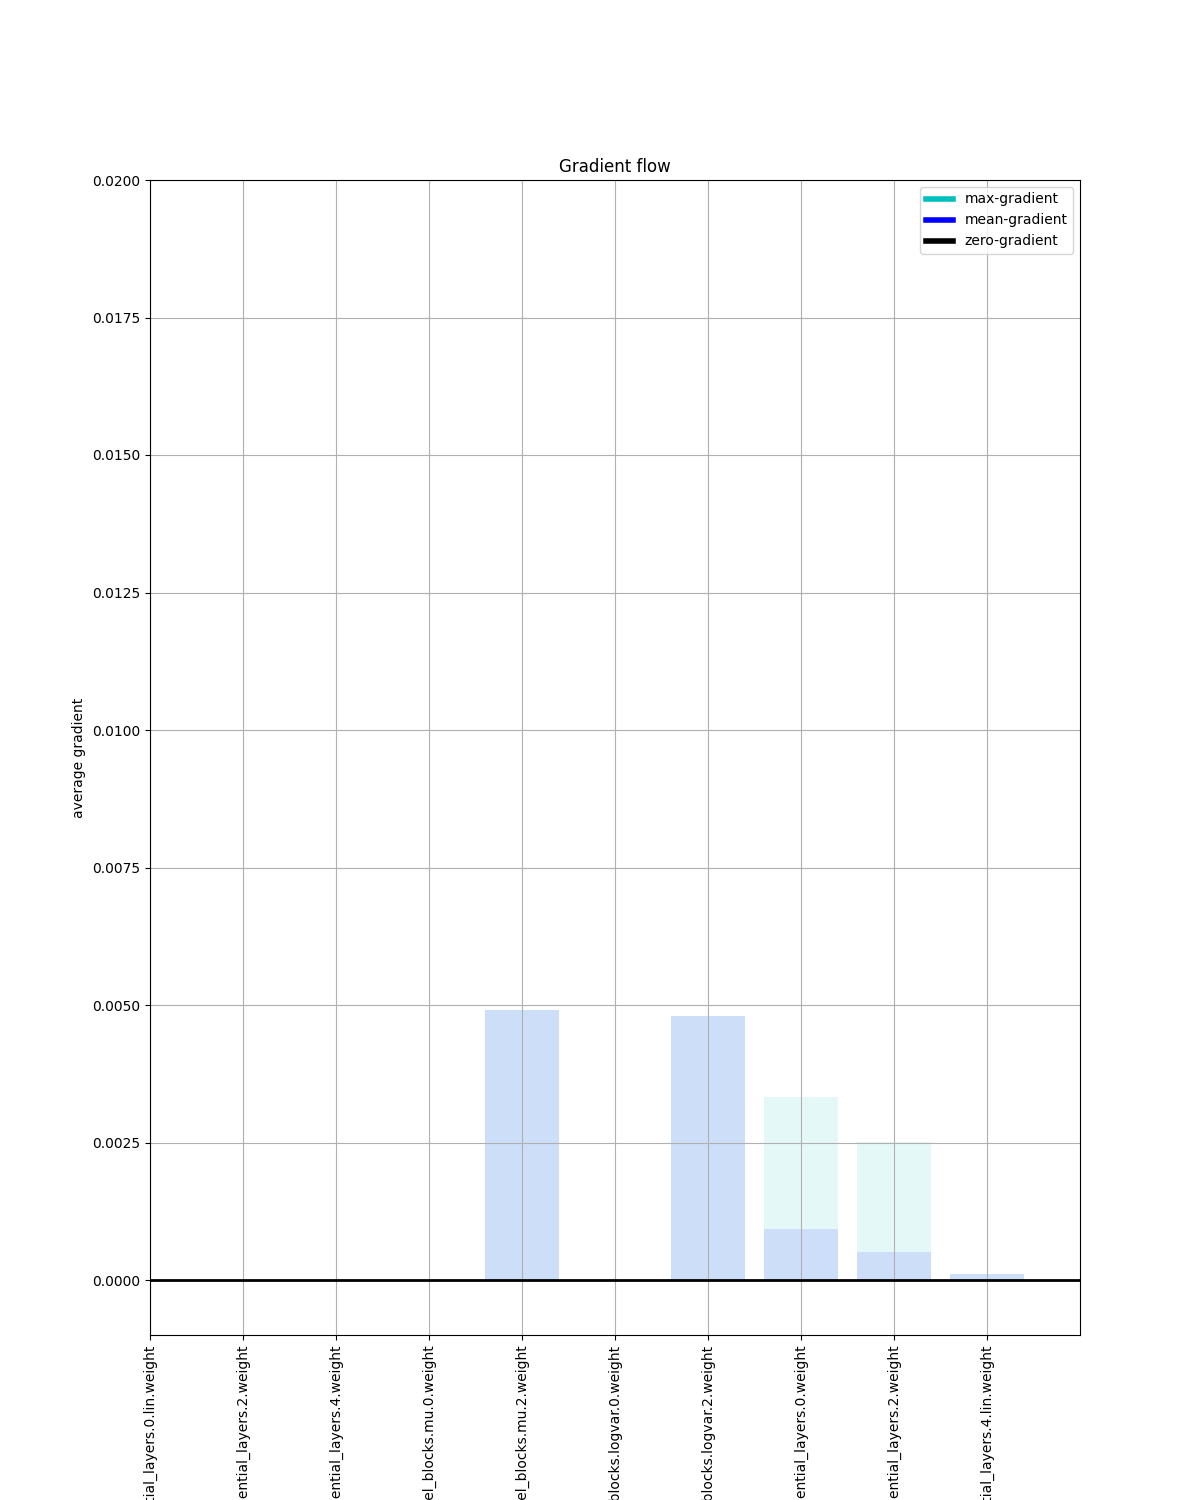 Gradient flow
max-gradient
mean-gradient
zero-gradient
average gradient
0.0200
0.0175
0.0150
0.0125
0.0100
0.0075
0.0050
0.0025
0.0000
tial_layers.0.lin.weight
ential_layers.2.weight
ential_layers.4.weight
el_blocks.mu.0.weight
el_blocks.mu.2.weight
blocks.logvar.0.weight
blocks.logvar.2.weight
ential_layers.0.weight
ential_layers.2.weight
tial_layers.4.lin.weight